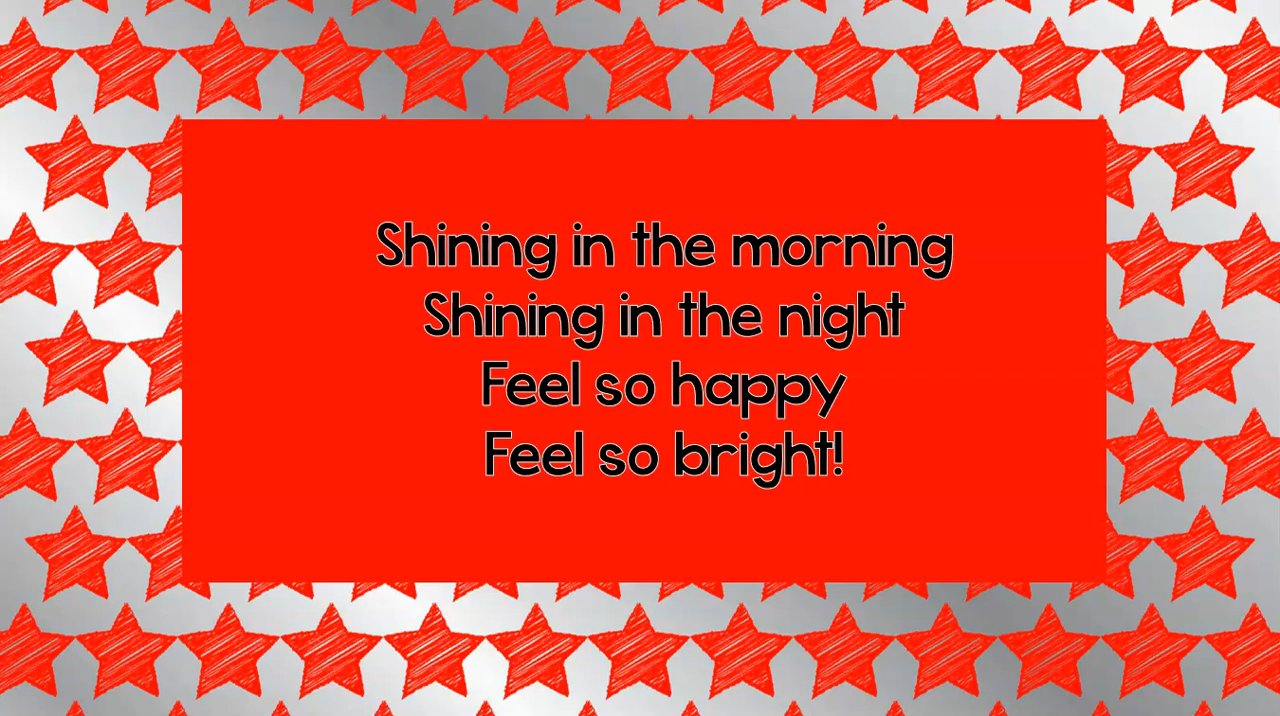 Shining in the morning
Shining in the night
Feel so happy
Feel so bright!